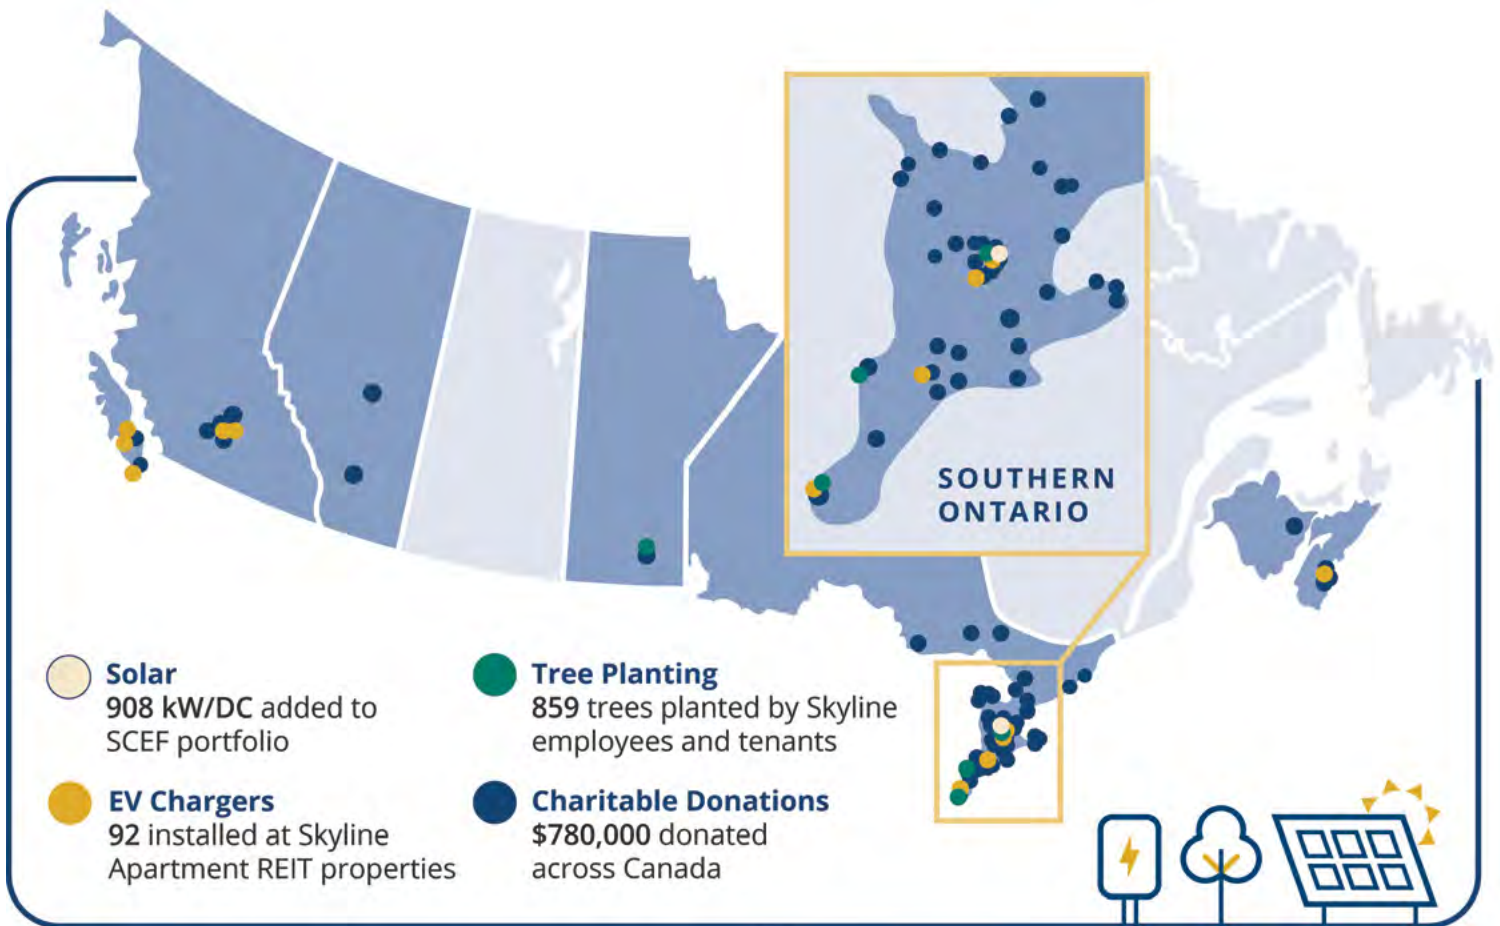 SOUTHERN
ONTARIO
Solar
908 kW/DC added to
SCEF portfolio
Tree Planting
859 trees planted by Skyline
employees and tenants
EV Chargers
92 installed at Skyline
Apartment REIT properties
Charitable Donations
$780,000 donated
across Canada